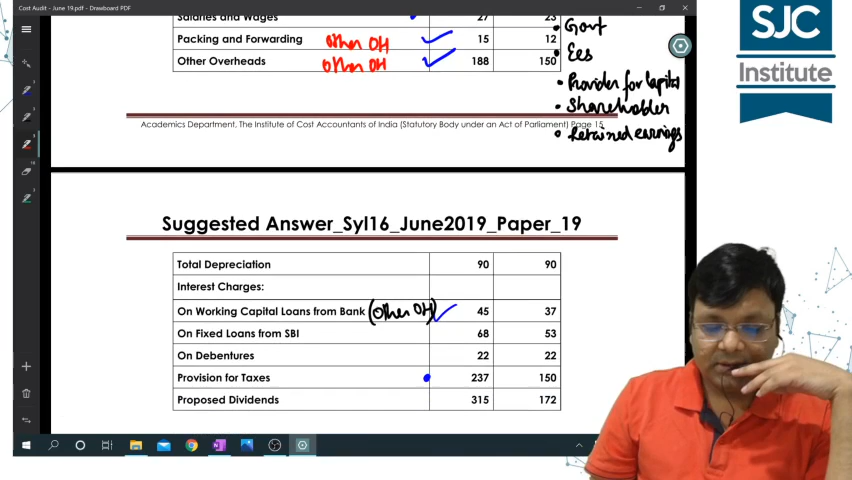 Cost Audit - June 19.pdf - Drawboard PDF
Salaries and Wages 27 23
Packing and Forwarding other OH 15 12
Other Overheads other OH 188 150
• Govt
• Ees
• Provider for Capital
• Shareholder
• Retained earnings
Academics Department, The Institute of Cost Accountants of India (Statutory Body under an Act of Parliament) Page 15
Suggested Answer_Syl16_June2019_Paper_19
Total Depreciation 90 90
Interest Charges:
On Working Capital Loans from Bank (other OH) 45 37
On Fixed Loans from SBI 68 53
On Debentures 22 22
Provision for Taxes 237 150
Proposed Dividends 315 172
SJC
Institute